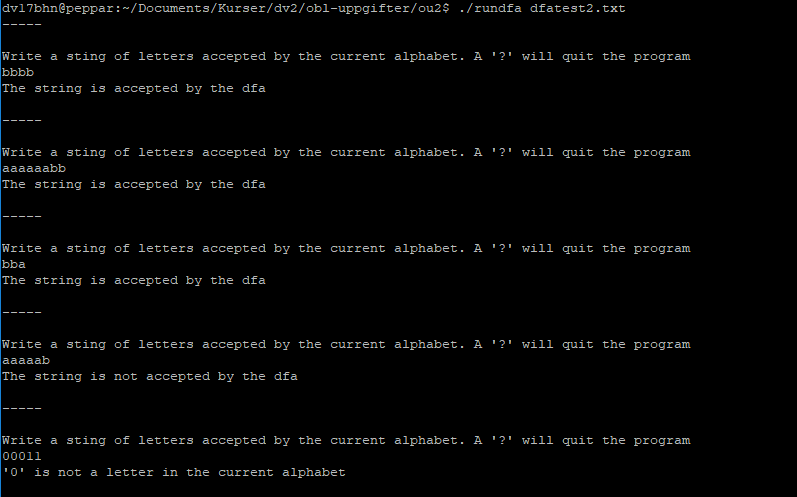 dv17bhn@peppar:~/Documents/Kurser/dv2/obl-uppgifter/ou2$ ./rundfa dfatest2.txt
-----
Write a sting of letters accepted by the current alphabet. A '?' will quit the program
bbbb
The string is accepted by the dfa
-----
Write a sting of letters accepted by the current alphabet. A '?' will quit the program
aaaaaabb
The string is accepted by the dfa
-----
Write a sting of letters accepted by the current alphabet. A '?' will quit the program
bba
The string is accepted by the dfa
-----
Write a sting of letters accepted by the current alphabet. A '?' will quit the program
aaaaab
The string is not accepted by the dfa
-----
Write a sting of letters accepted by the current alphabet. A '?' will quit the program
00011
'0' is not a letter in the current alphabet